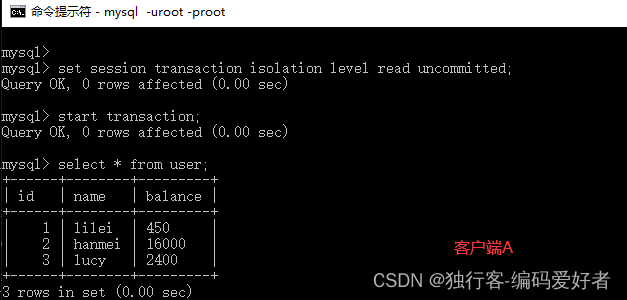 命令提示符 - mysql  -uroot -proot
mysql>
mysql> set session transaction isolation level read uncommitted;
Query OK, 0 rows affected (0.00 sec)
mysql> start transaction;
Query OK, 0 rows affected (0.00 sec)
mysql> select * from user;
+----+--------+---------+
| id | name   | balance |
+----+--------+---------+
|  1 | lilei  | 450     |
|  2 | hanmei | 16000   |
|  3 | lucy   | 2400    |
+----+--------+---------+
3 rows in set (0.00 sec)
客户端A
CSDN @独行客-编码爱好者